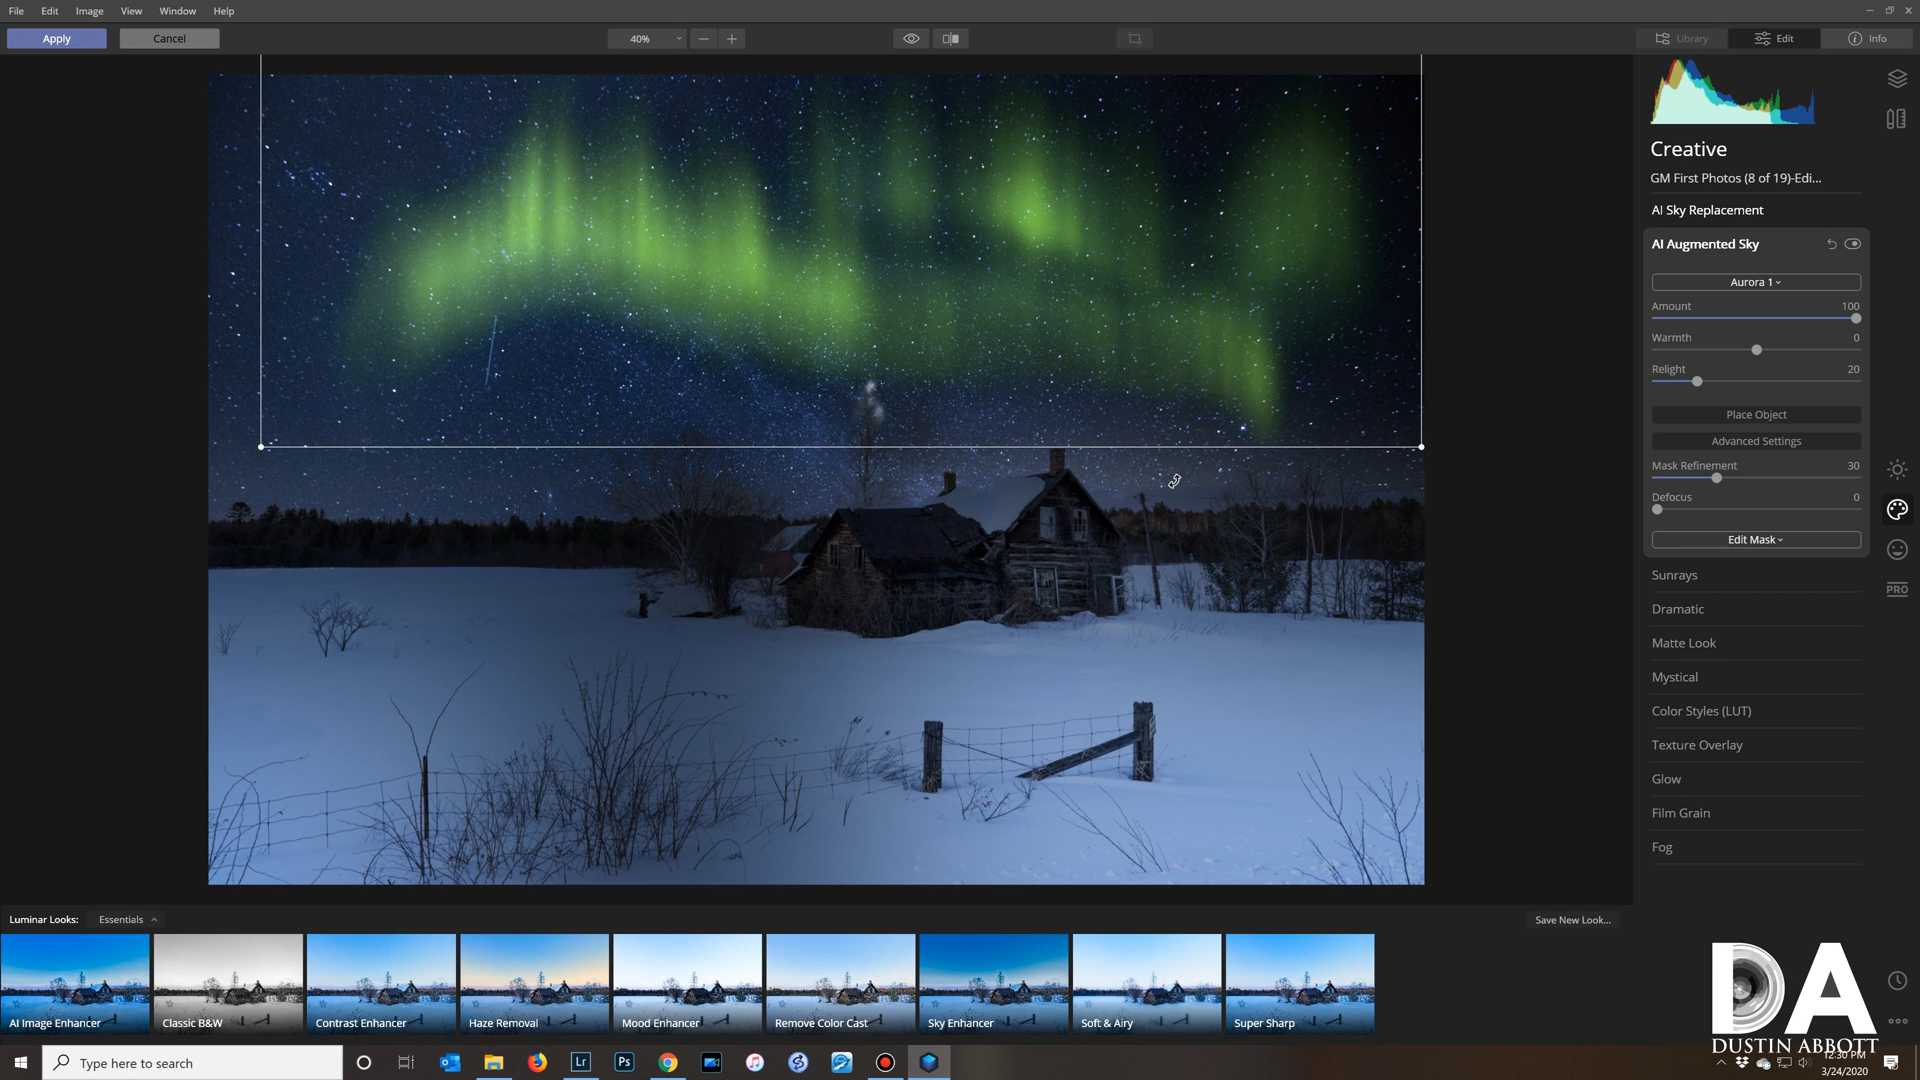 File Edit Image View Window Help
Apply Cancel 40% Library Edit Info
Creative
GM First Photos (8 of 19)-Edi...
AI Sky Replacement
AI Augmented Sky
Aurora 1
Amount 100
Warmth 0
Relight 20
Place Object
Advanced Settings
Mask Refinement 30
Defocus 0
Edit Mask
Sunrays
PRO
Dramatic
Matte Look
Mystical
Color Styles (LUT)
Texture Overlay
Glow
Film Grain
Fog
Luminar Looks: Essentials Save New Look...
AI Image Enhancer Classic B&W Contrast Enhancer Haze Removal Mood Enhancer Remove Color Cast Sky Enhancer Soft & Airy Super Sharp
DA
DUSTIN ABBOTT
Type here to search Lr Ps
12:30 PM
3/24/2020